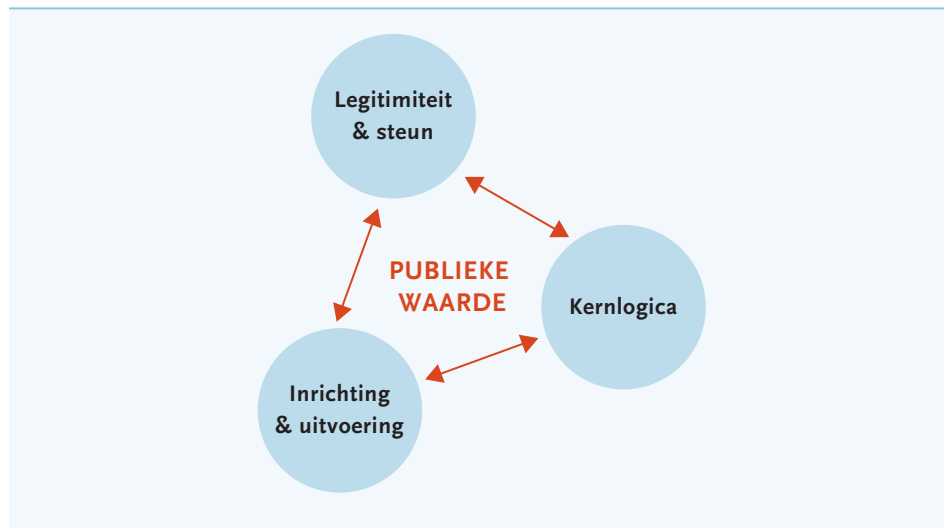 Legitimiteit
& steun
PUBLIEKE
WAARDE
Kernlogica
Inrichting
& uitvoering